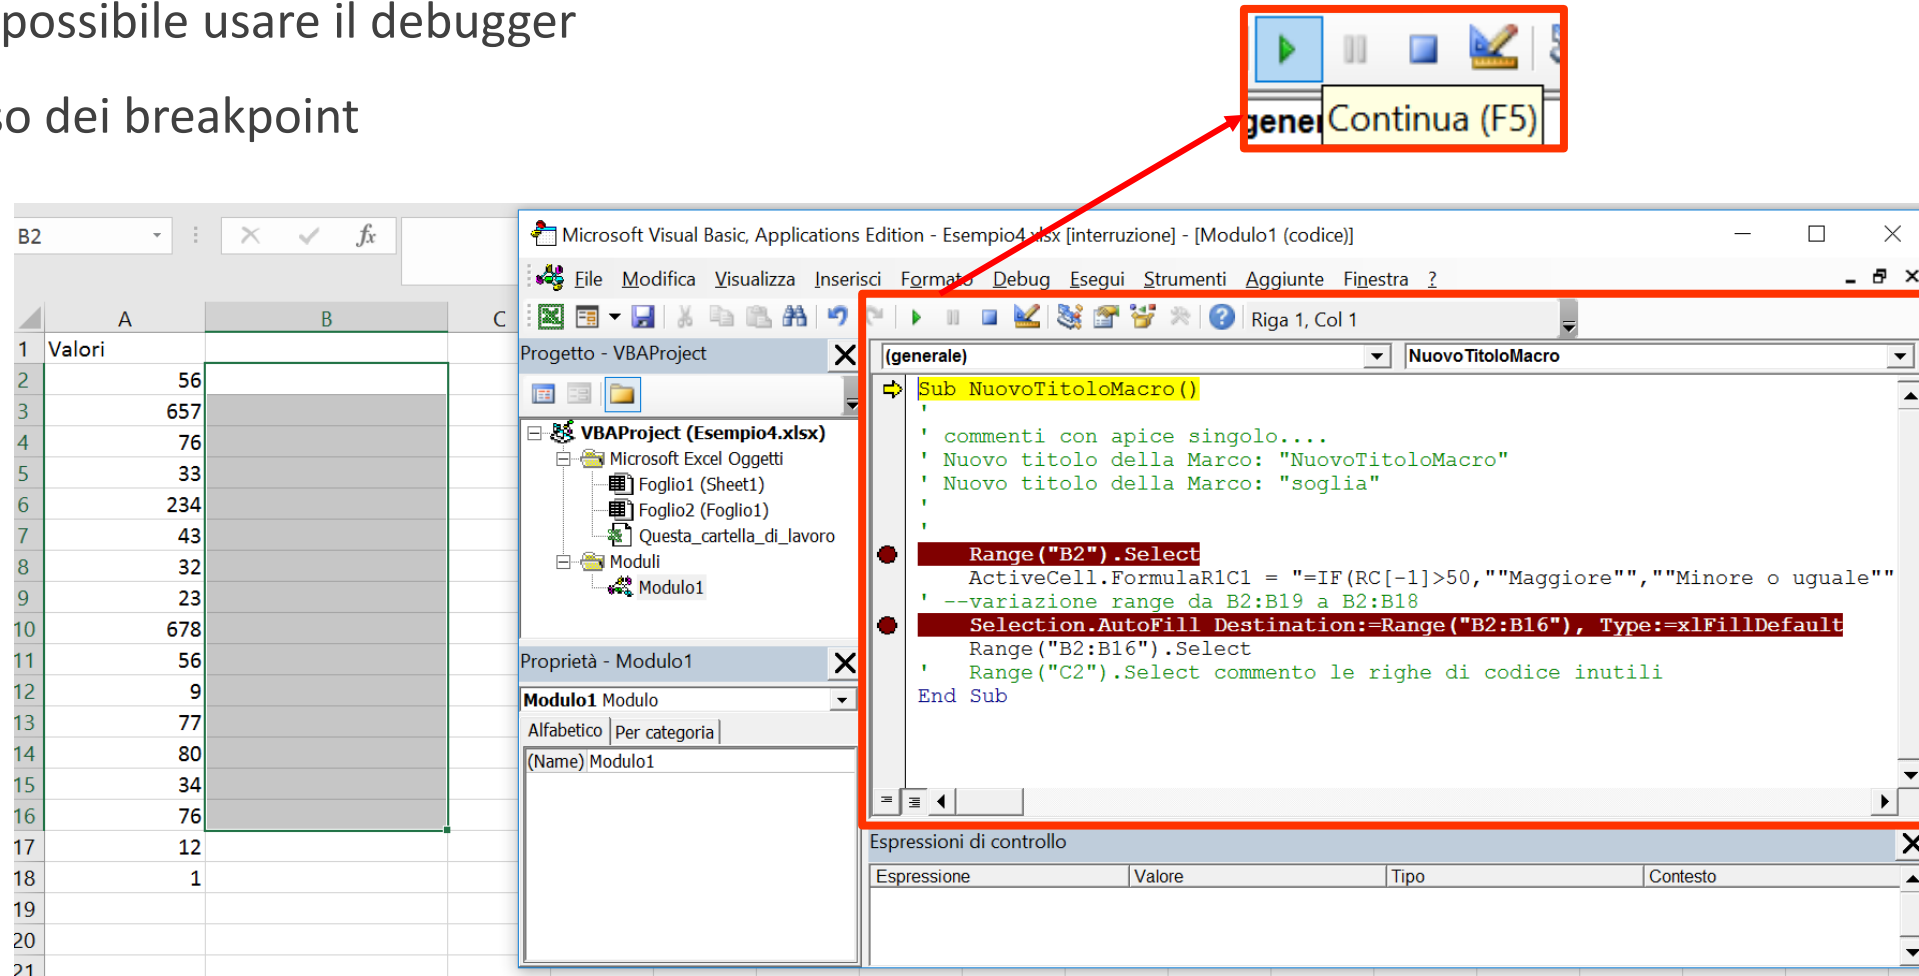 possibile usare il debugger
so dei breakpoint
Continua (F5)
B2
fx
A B C
1 Valori
2 56
3 657
4 76
5 33
6 234
7 43
8 32
9 23
10 678
11 56
12 9
13 77
14 80
15 34
16 76
17 12
18 1
19
20
21
Microsoft Visual Basic, Applications Edition - Esempio4.xlsx [interruzione] - [Modulo1 (codice)]
File Modifica Visualizza Inserisci Formato Debug Esegui Strumenti Aggiunte Finestra ?
Riga 1, Col 1
Progetto - VBAProject
VBAProject (Esempio4.xlsx)
Microsoft Excel Oggetti
Foglio1 (Sheet1)
Foglio2 (Foglio1)
Questa_cartella_di_lavoro
Moduli
Modulo1
Proprietà - Modulo1
Modulo1 Modulo
Alfabetico Per categoria
(Name) Modulo1
(generale) NuovoTitoloMacro
Sub NuovoTitoloMacro()
'
' commenti con apice singolo....
' Nuovo titolo della Marco: "NuovoTitoloMacro"
' Nuovo titolo della Marco: "soglia"
'
'
Range("B2").Select
ActiveCell.FormulaR1C1 = "=IF(RC[-1]>50,""Maggiore"",""Minore o uguale""
' --variazione range da B2:B19 a B2:B18
Selection.AutoFill Destination:=Range("B2:B16"), Type:=xlFillDefault
Range("B2:B16").Select
' Range("C2").Select commento le righe di codice inutili
End Sub
Espressioni di controllo
Espressione Valore Tipo Contesto